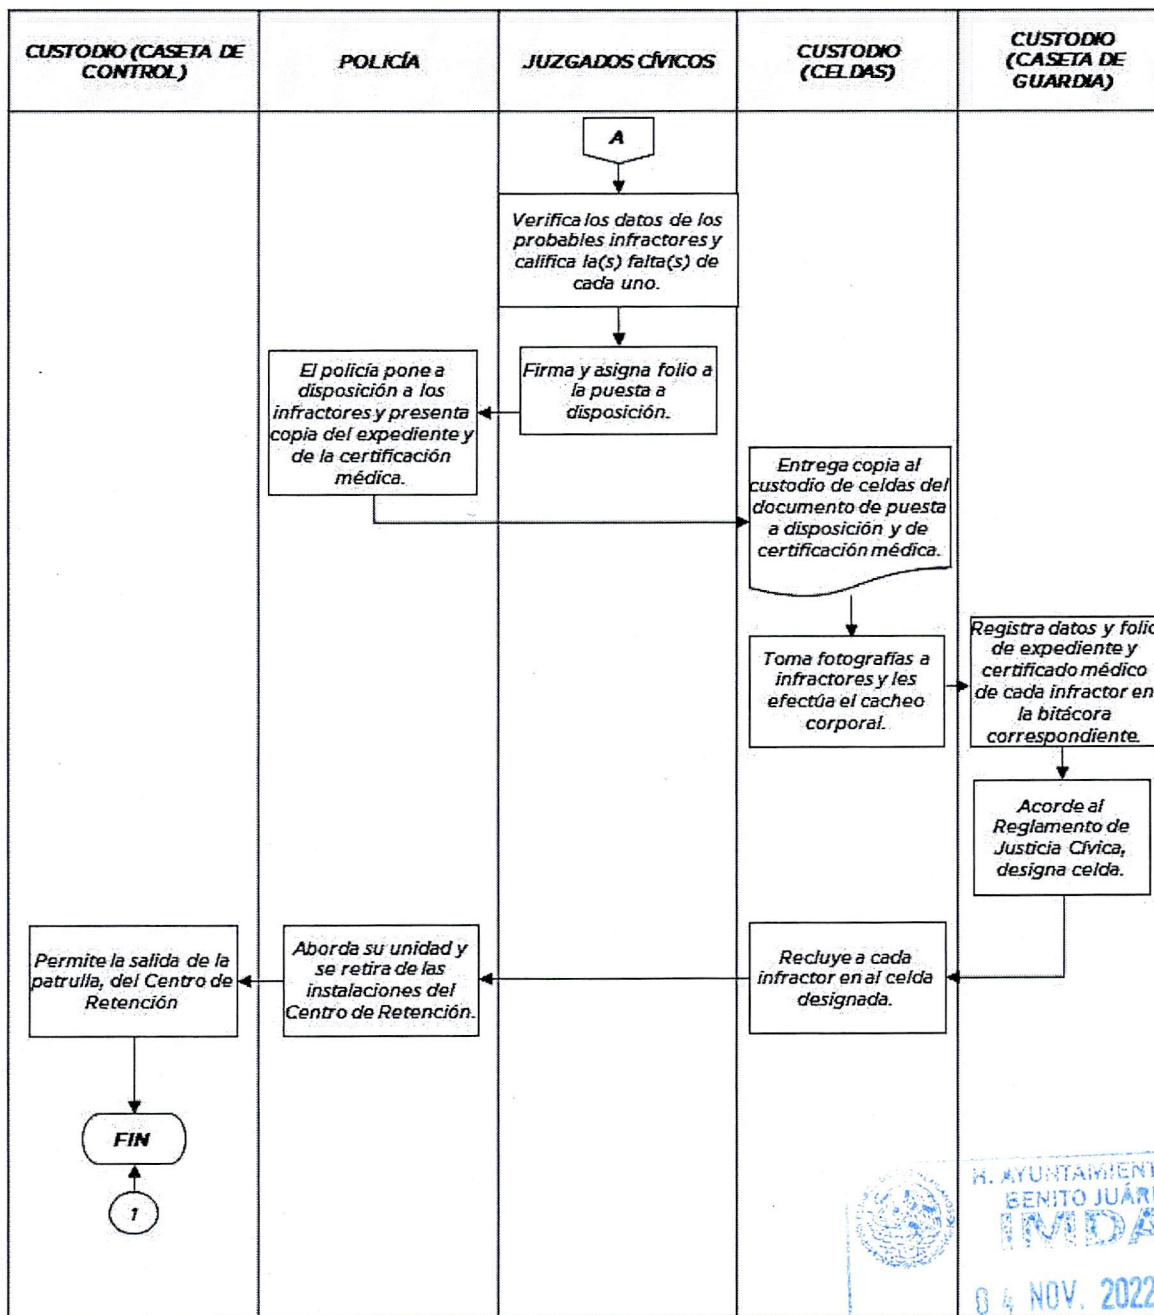 CUSTODIO (CASETA DE
CONTROL)
POLICÍA
JUZGADOS CÍVICOS
CUSTODIO
(CELDAS)
CUSTODIO
(CASETA DE
GUARDIA)
A
Verifica los datos de los
probables infractores y
califica la(s) falta(s) de
cada uno.
Firma y asigna folio a
la puesta a
disposición.
El policía pone a
disposición a los
infractores y presenta
copia del expediente y
de la certificación
médica.
Entrega copia al
custodio de celdas del
documento de puesta
a disposición y de
certificación médica.
Toma fotografías a
infractores y les
efectúa el cacheo
corporal.
Registra datos y folio
de expediente y
certificado médico
de cada infractor en
la bitácora
correspondiente.
Acorde al
Reglamento de
Justicia Cívica,
designa celda.
Recluye a cada
infractor en al celda
designada.
Aborda su unidad y
se retira de las
instalaciones del
Centro de Retención.
Permite la salida de la
patrulla, del Centro de
Retención
FIN
1
H. AYUNTAMIENT
BENITO JUÁR
IMDA
04 NOV. 2022